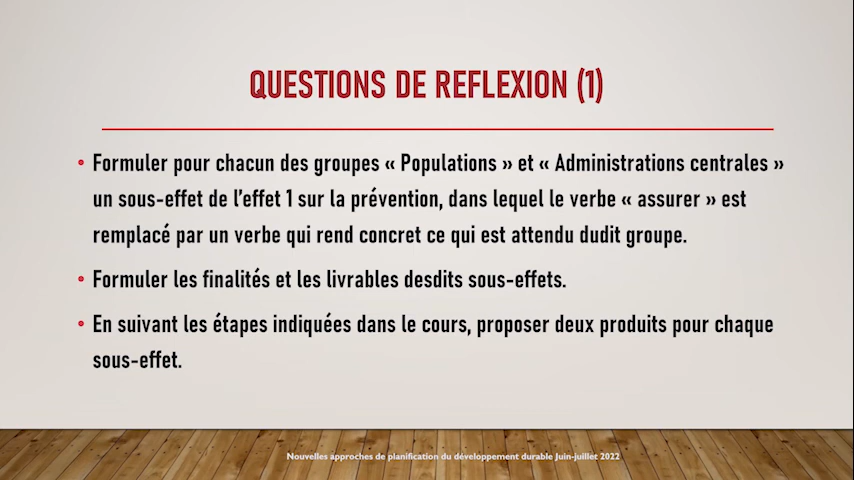 QUESTIONS DE REFLEXION (1)
• Formuler pour chacun des groupes « Populations » et « Administrations centrales »
un sous-effet de l'effet 1 sur la prévention, dans lequel le verbe « assurer » est
remplacé par un verbe qui rend concret ce qui est attendu dudit groupe.
• Formuler les finalités et les livrables desdits sous-effets.
• En suivant les étapes indiquées dans le cours, proposer deux produits pour chaque
sous-effet.
Nouvelles approches de planification du développement durable Juin-juillet 2022